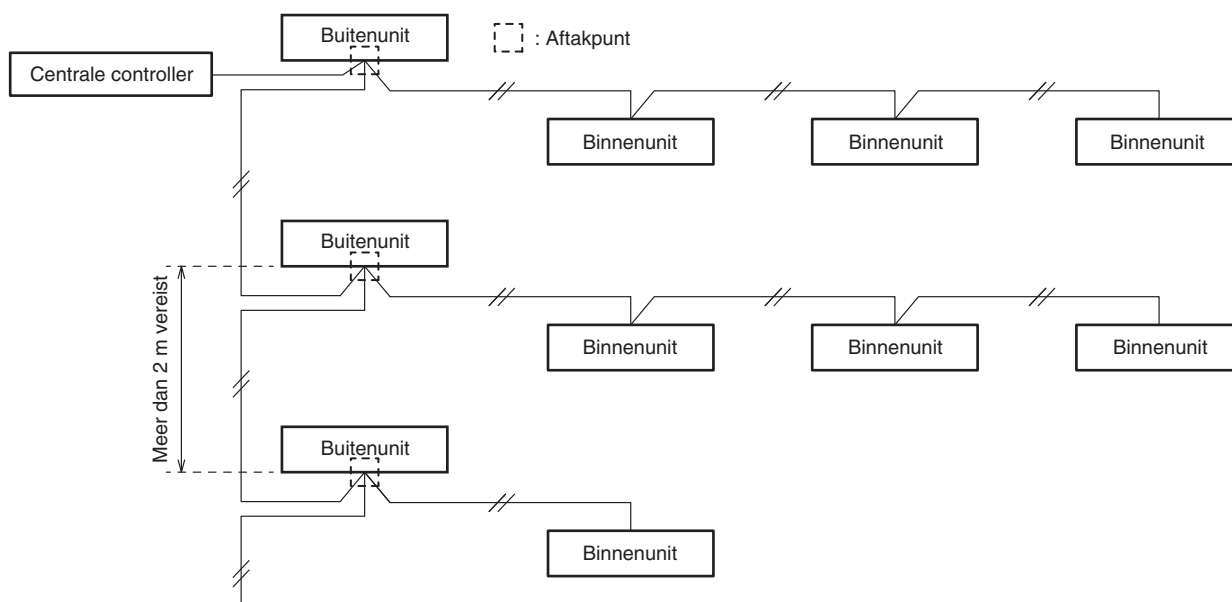 Buitenunit
: Aftakpunt
Centrale controller
Binnenunit
Binnenunit
Binnenunit
Buitenunit
Meer dan 2 m vereist
Binnenunit
Binnenunit
Binnenunit
Buitenunit
Binnenunit